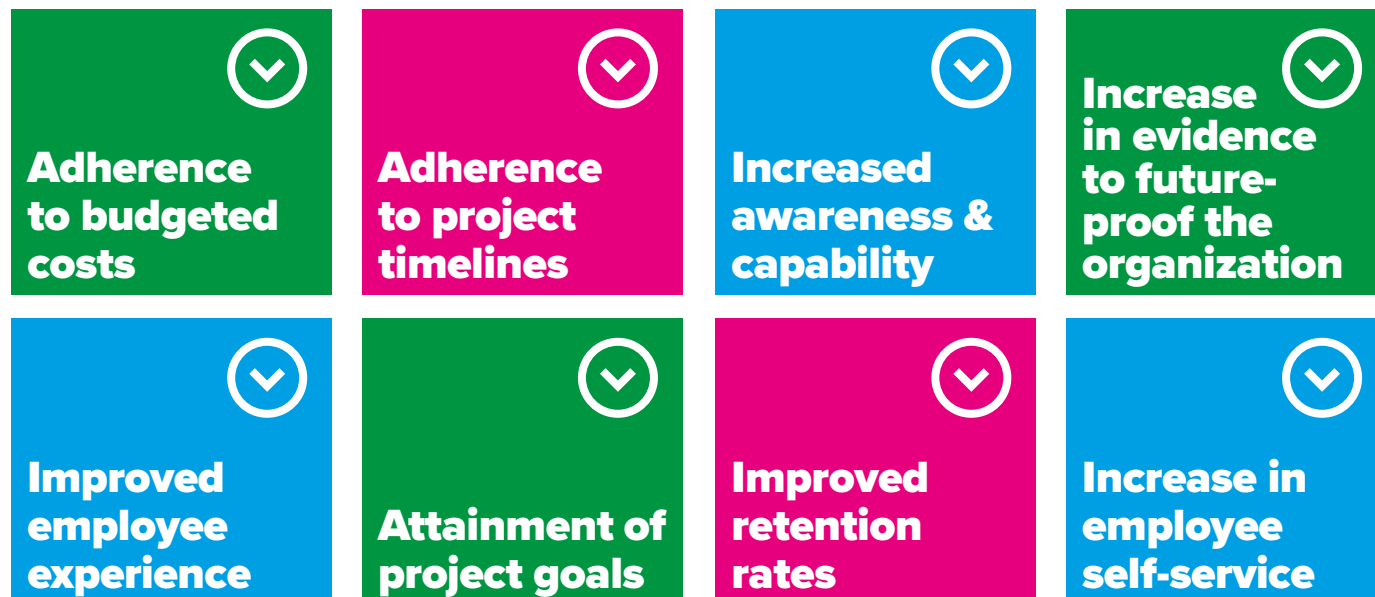 Adherence
to budgeted
costs
Adherence
to project
timelines
Increased
awareness &
capability
Increase
in evidence
to future-
proof the
organization
Improved
employee
experience
Attainment of
project goals
Improved
retention
rates
Increase in
employee
self-service